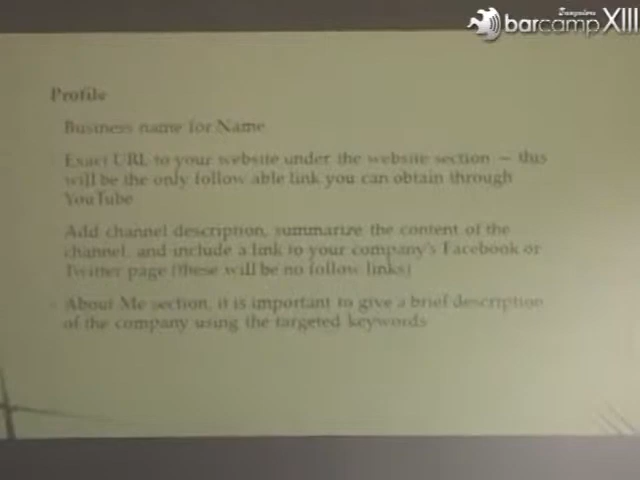 Bangalore
barcamp XIII
Profile
Business name for Name
Exact URL to your website under the website section – this
will be the only follow able link you can obtain through
YouTube
Add channel description, summarize the content of the
channel, and include a link to your company's Facebook or
Twitter page (these will be no follow links)
About Me section, it is important to give a brief description
of the company using the targeted keywords